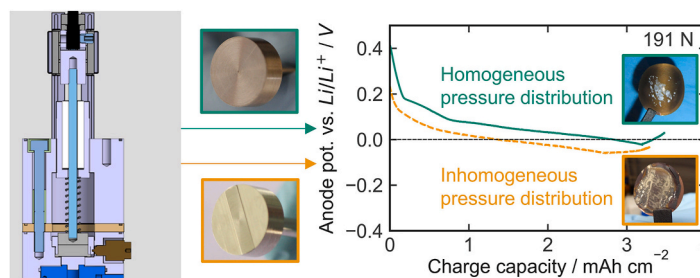 191 N
Homogeneous
pressure distribution
Inhomogeneous
pressure distribution
Anode pot. vs. Li/Li⁺ / V
0.4
0.2
0.0
−0.2
−0.4
0
1
2
3
Charge capacity / mAh cm⁻²